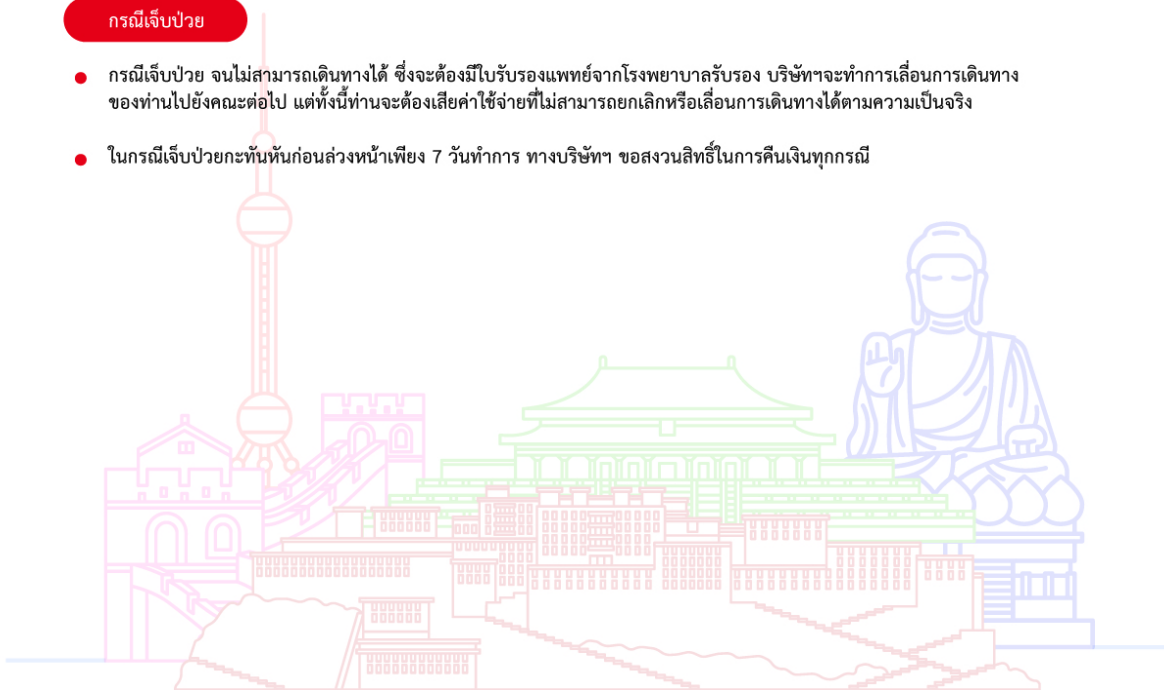 กรณีเจ็บป่วย
กรณีเจ็บป่วย จนไม่สามารถเดินทางได้ ซึ่งจะต้องมีใบรับรองแพทย์จากโรงพยาบาลรับรอง บริษัทฯจะทำการเลื่อนการเดินทาง
ของท่านไปยังคณะต่อไป แต่ทั้งนี้ท่านจะต้องเสียค่าใช้จ่ายที่ไม่สามารถยกเลิกหรือเลื่อนการเดินทางได้ตามความเป็นจริง
ในกรณีเจ็บป่วยกะทันหันก่อนล่วงหน้าเพียง 7 วันทำการ ทางบริษัทฯ ขอสงวนสิทธิ์ในการคืนเงินทุกกรณี